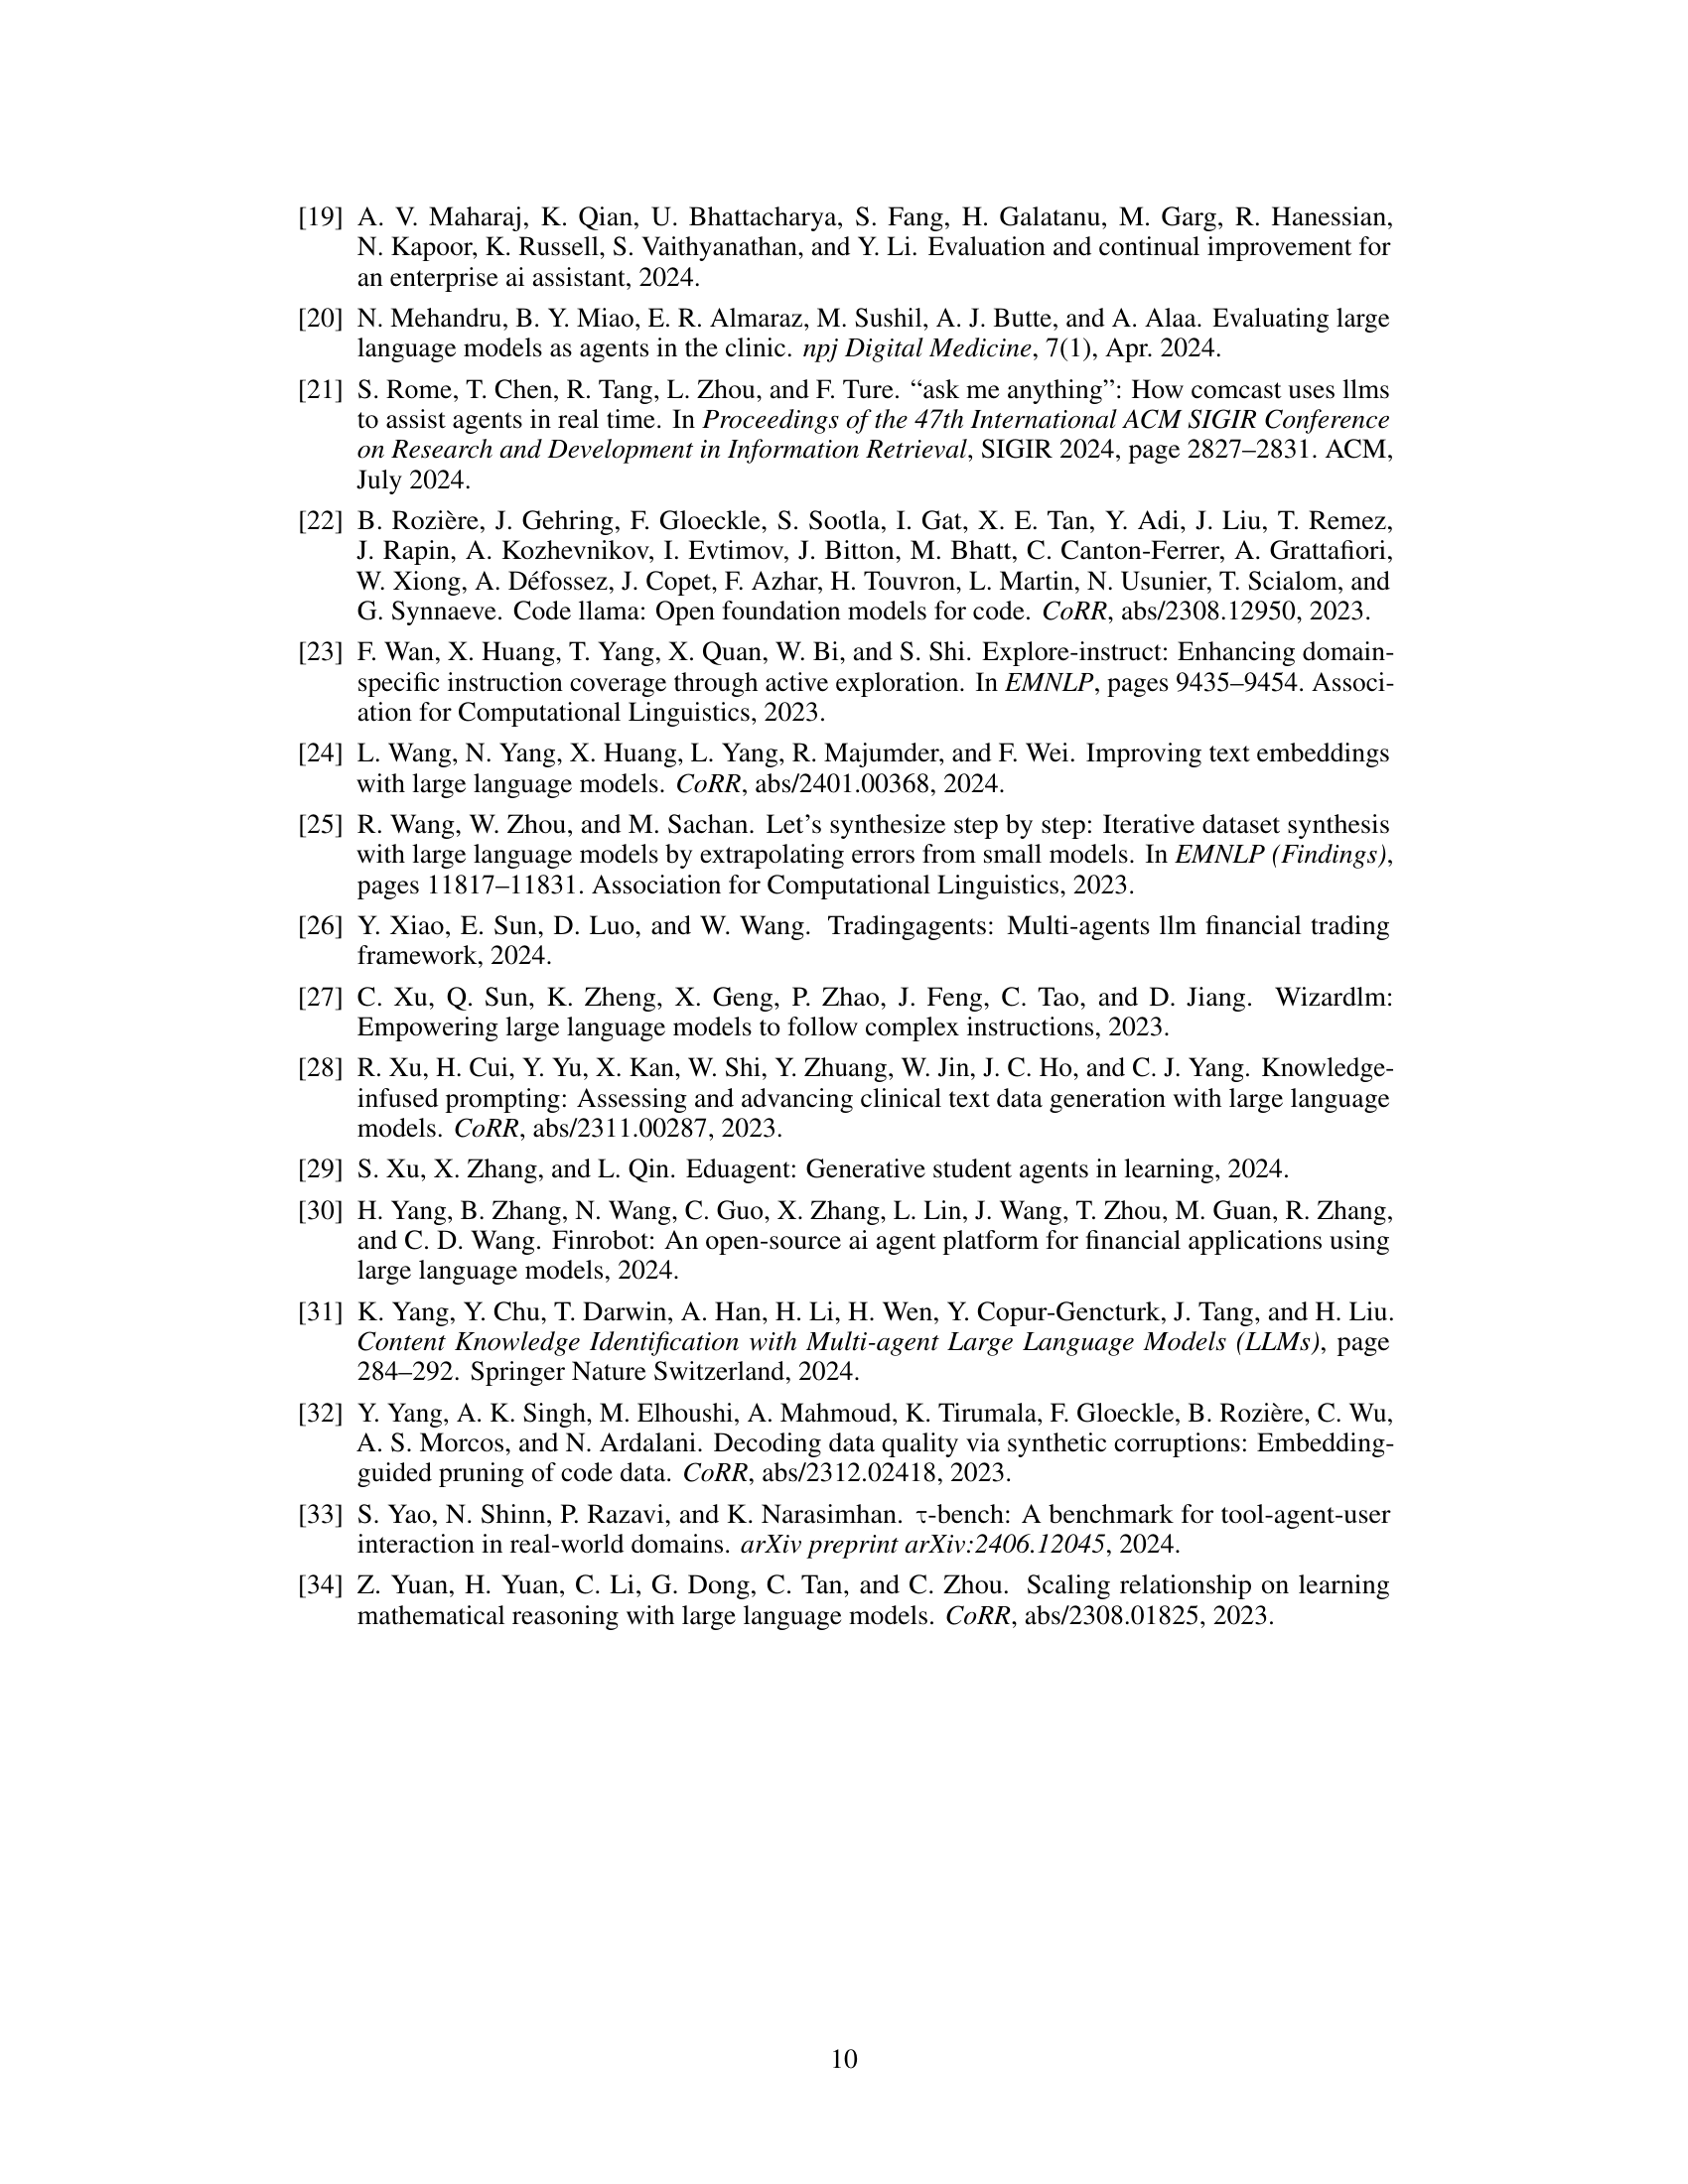 [19] A. V. Maharaj, K. Qian, U. Bhattacharya, S. Fang, H. Galatanu, M. Garg, R. Hanessian,
N. Kapoor, K. Russell, S. Vaithyanathan, and Y. Li. Evaluation and continual improvement for
an enterprise ai assistant, 2024.
[20] N. Mehandru, B. Y. Miao, E. R. Almaraz, M. Sushil, A. J. Butte, and A. Alaa. Evaluating large
language models as agents in the clinic. npj Digital Medicine, 7(1), Apr. 2024.
[21] S. Rome, T. Chen, R. Tang, L. Zhou, and F. Ture. “ask me anything”: How comcast uses llms
to assist agents in real time. In Proceedings of the 47th International ACM SIGIR Conference
on Research and Development in Information Retrieval, SIGIR 2024, page 2827–2831. ACM,
July 2024.
[22] B. Rozière, J. Gehring, F. Gloeckle, S. Sootla, I. Gat, X. E. Tan, Y. Adi, J. Liu, T. Remez,
J. Rapin, A. Kozhevnikov, I. Evtimov, J. Bitton, M. Bhatt, C. Canton-Ferrer, A. Grattafiori,
W. Xiong, A. Défossez, J. Copet, F. Azhar, H. Touvron, L. Martin, N. Usunier, T. Scialom, and
G. Synnaeve. Code llama: Open foundation models for code. CoRR, abs/2308.12950, 2023.
[23] F. Wan, X. Huang, T. Yang, X. Quan, W. Bi, and S. Shi. Explore-instruct: Enhancing domain-
specific instruction coverage through active exploration. In EMNLP, pages 9435–9454. Associ-
ation for Computational Linguistics, 2023.
[24] L. Wang, N. Yang, X. Huang, L. Yang, R. Majumder, and F. Wei. Improving text embeddings
with large language models. CoRR, abs/2401.00368, 2024.
[25] R. Wang, W. Zhou, and M. Sachan. Let’s synthesize step by step: Iterative dataset synthesis
with large language models by extrapolating errors from small models. In EMNLP (Findings),
pages 11817–11831. Association for Computational Linguistics, 2023.
[26] Y. Xiao, E. Sun, D. Luo, and W. Wang. Tradingagents: Multi-agents llm financial trading
framework, 2024.
[27] C. Xu, Q. Sun, K. Zheng, X. Geng, P. Zhao, J. Feng, C. Tao, and D. Jiang. Wizardlm:
Empowering large language models to follow complex instructions, 2023.
[28] R. Xu, H. Cui, Y. Yu, X. Kan, W. Shi, Y. Zhuang, W. Jin, J. C. Ho, and C. J. Yang. Knowledge-
infused prompting: Assessing and advancing clinical text data generation with large language
models. CoRR, abs/2311.00287, 2023.
[29] S. Xu, X. Zhang, and L. Qin. Eduagent: Generative student agents in learning, 2024.
[30] H. Yang, B. Zhang, N. Wang, C. Guo, X. Zhang, L. Lin, J. Wang, T. Zhou, M. Guan, R. Zhang,
and C. D. Wang. Finrobot: An open-source ai agent platform for financial applications using
large language models, 2024.
[31] K. Yang, Y. Chu, T. Darwin, A. Han, H. Li, H. Wen, Y. Copur-Gencturk, J. Tang, and H. Liu.
Content Knowledge Identification with Multi-agent Large Language Models (LLMs), page
284–292. Springer Nature Switzerland, 2024.
[32] Y. Yang, A. K. Singh, M. Elhoushi, A. Mahmoud, K. Tirumala, F. Gloeckle, B. Rozière, C. Wu,
A. S. Morcos, and N. Ardalani. Decoding data quality via synthetic corruptions: Embedding-
guided pruning of code data. CoRR, abs/2312.02418, 2023.
[33] S. Yao, N. Shinn, P. Razavi, and K. Narasimhan. τ-bench: A benchmark for tool-agent-user
interaction in real-world domains. arXiv preprint arXiv:2406.12045, 2024.
[34] Z. Yuan, H. Yuan, C. Li, G. Dong, C. Tan, and C. Zhou. Scaling relationship on learning
mathematical reasoning with large language models. CoRR, abs/2308.01825, 2023.
10